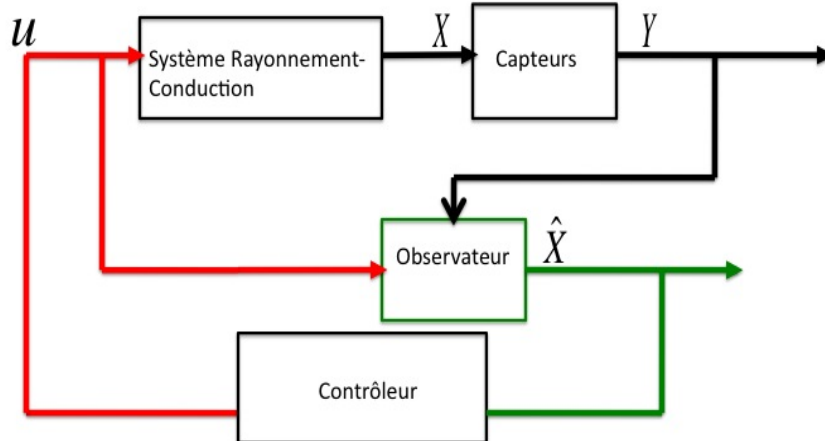 u
X
Y
Système Rayonnement-
Conduction
Capteurs
Observateur
X̂
Contrôleur